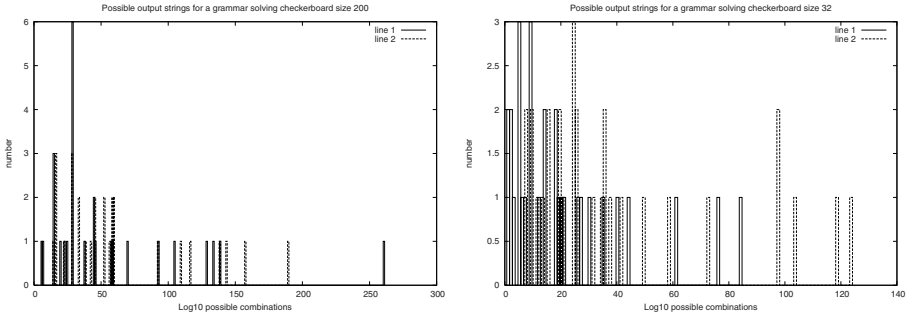 Possible output strings for a grammar solving checkerboard size 200
line 1
line 2
number
6
5
4
3
2
1
0
0 50 100 150 200 250 300
Log10 possible combinations
Possible output strings for a grammar solving checkerboard size 32
line 1
line 2
number
3
2.5
2
1.5
1
0.5
0
0 20 40 60 80 100 120 140
Log10 possible combinations